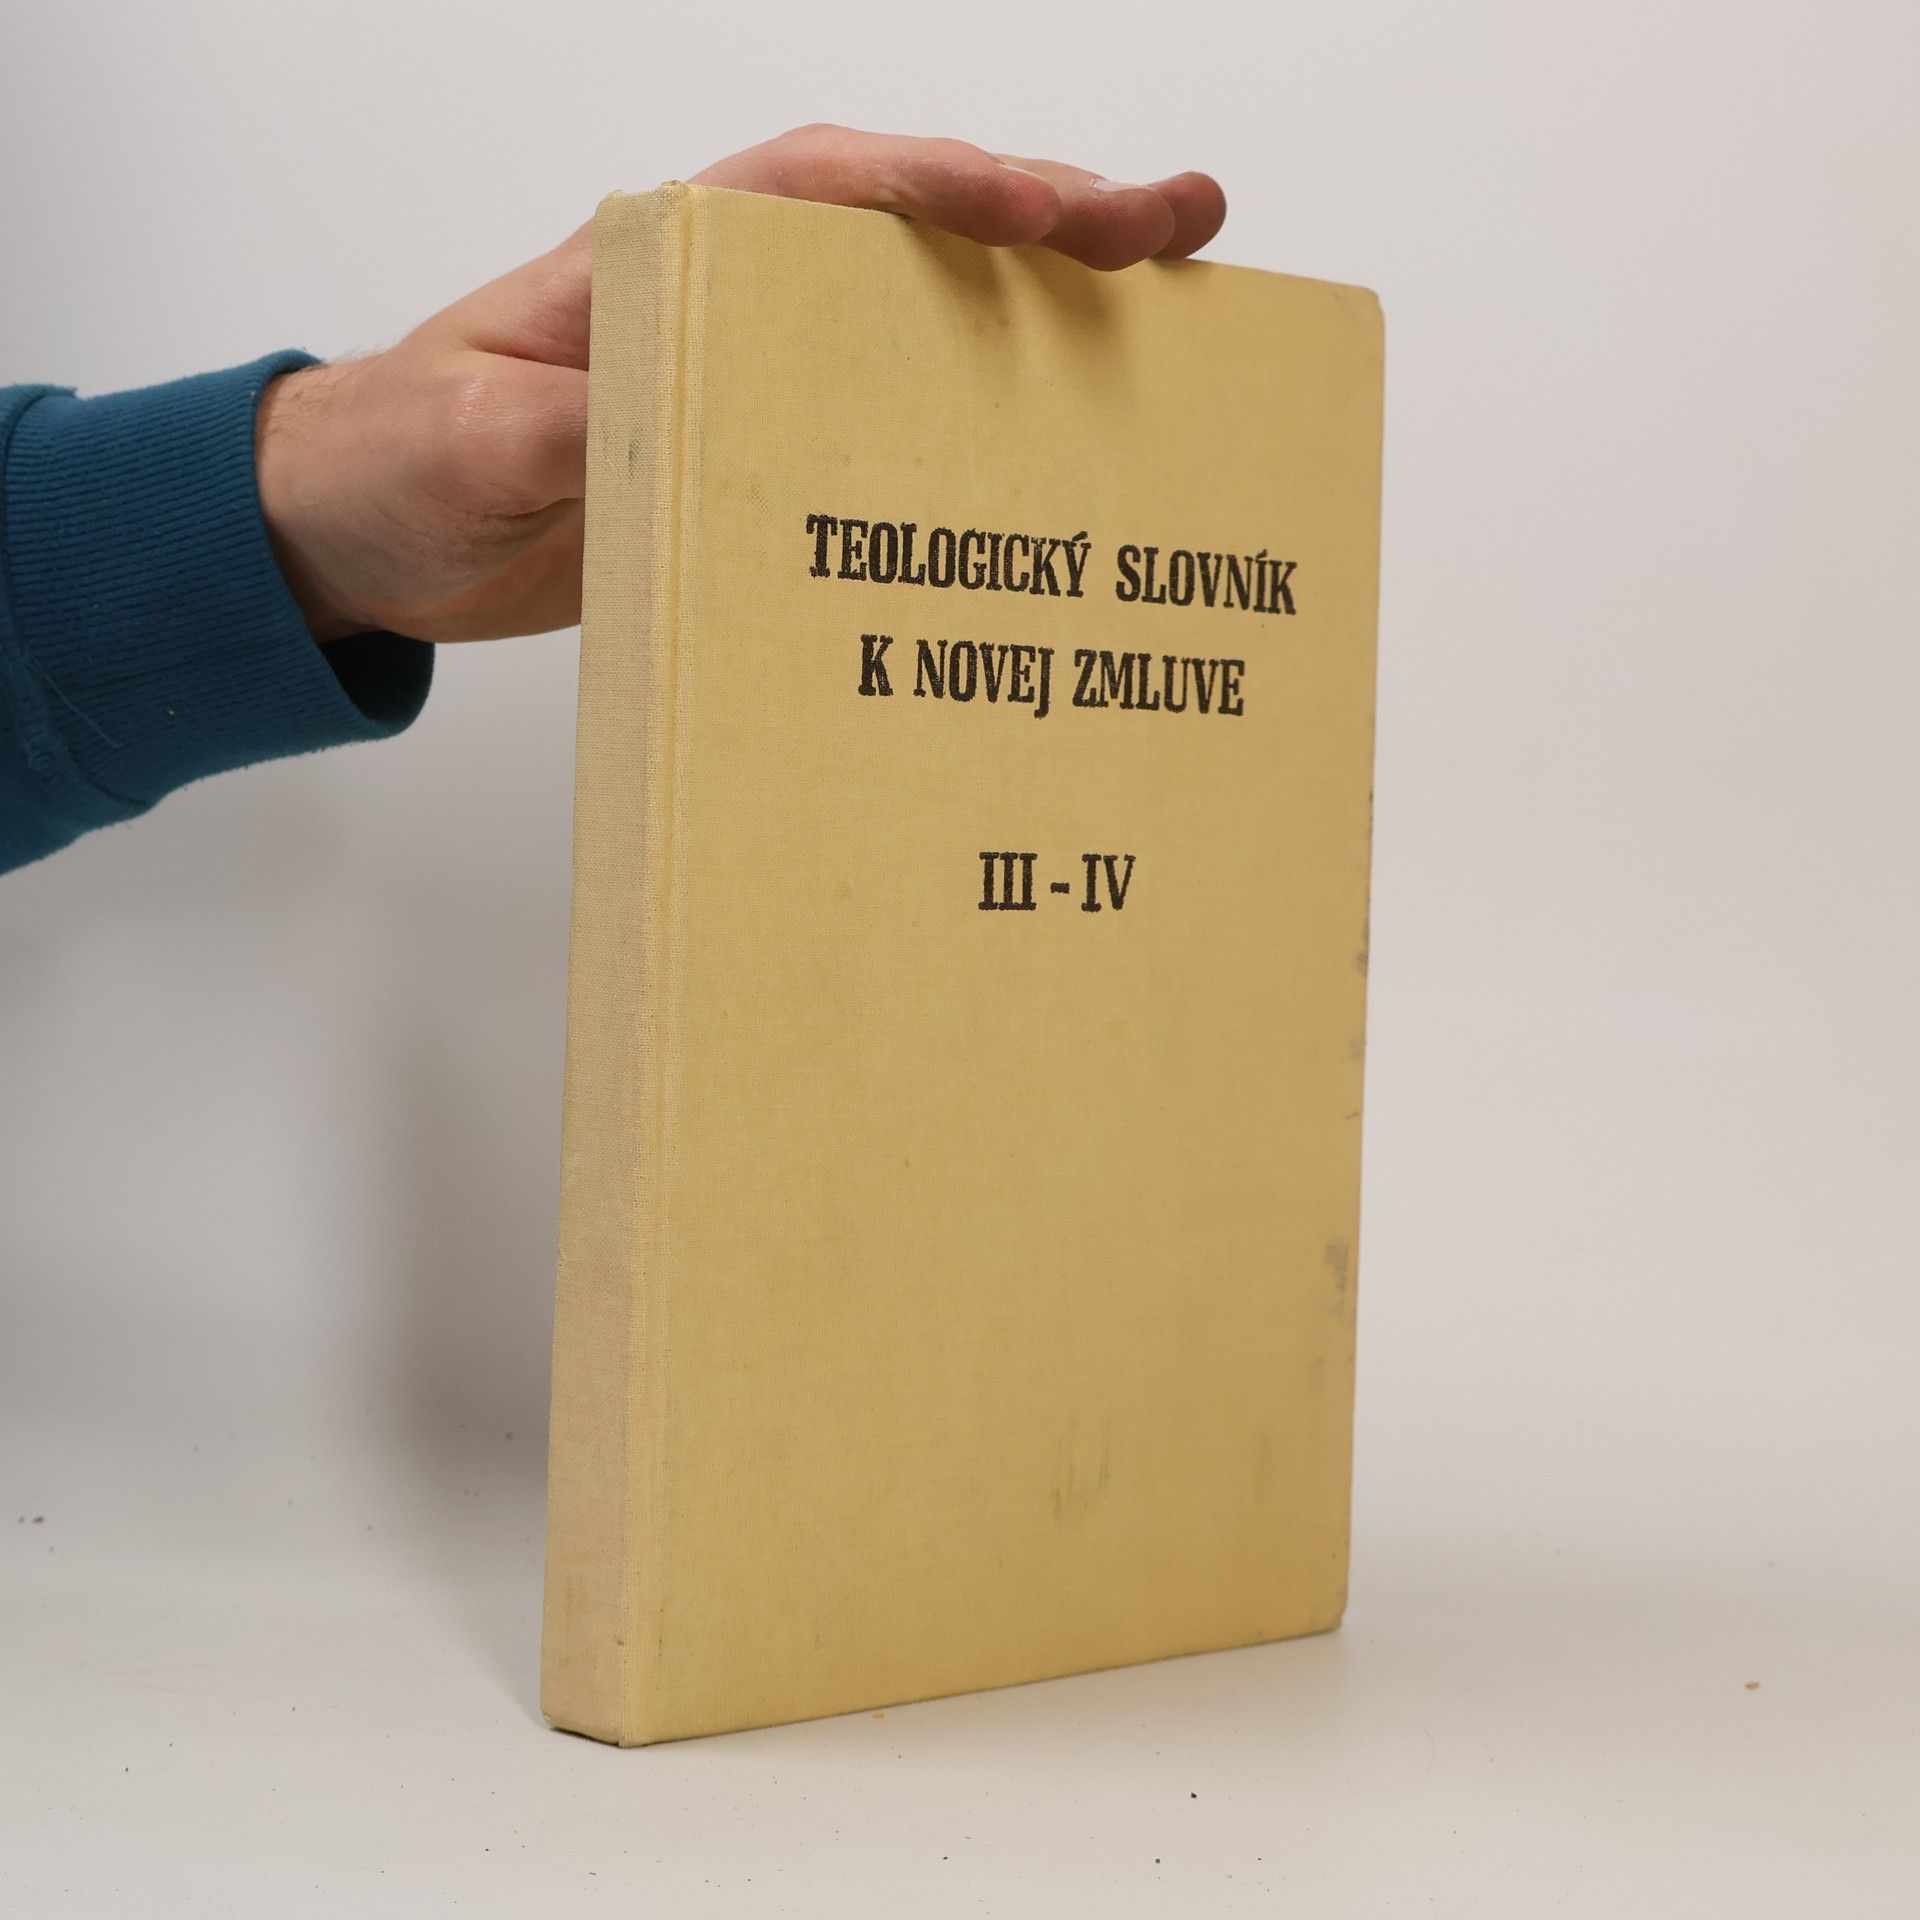 TEOLOGICKÝ SLOVNÍK
K NOVEJ ZMLUVE
III - IV